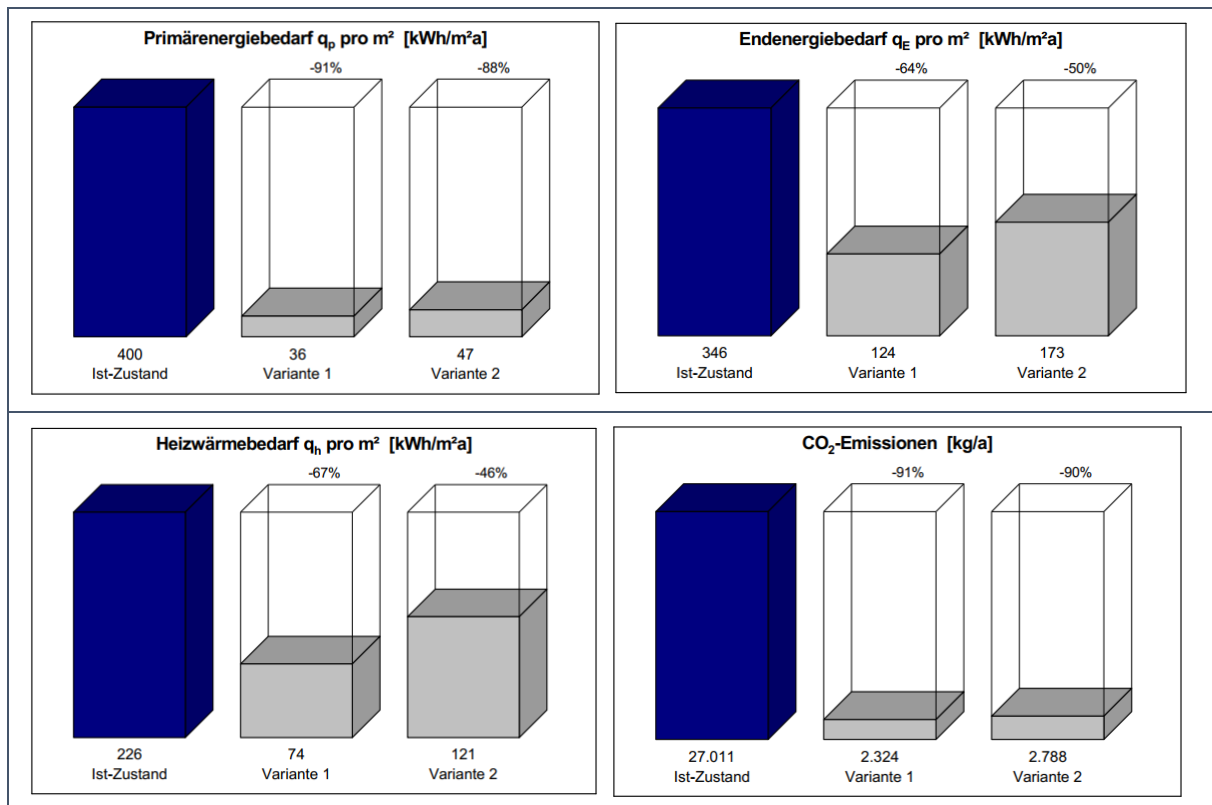 Primärenergiebedarf qp pro m² [kWh/m²a]
-91%
-88%
400
36
47
Ist-Zustand
Variante 1
Variante 2
Endenergiebedarf qE pro m² [kWh/m²a]
-64%
-50%
346
124
173
Ist-Zustand
Variante 1
Variante 2
Heizwärmebedarf qh pro m² [kWh/m²a]
-67%
-46%
226
74
121
Ist-Zustand
Variante 1
Variante 2
CO2-Emissionen [kg/a]
-91%
-90%
27.011
2.324
2.788
Ist-Zustand
Variante 1
Variante 2